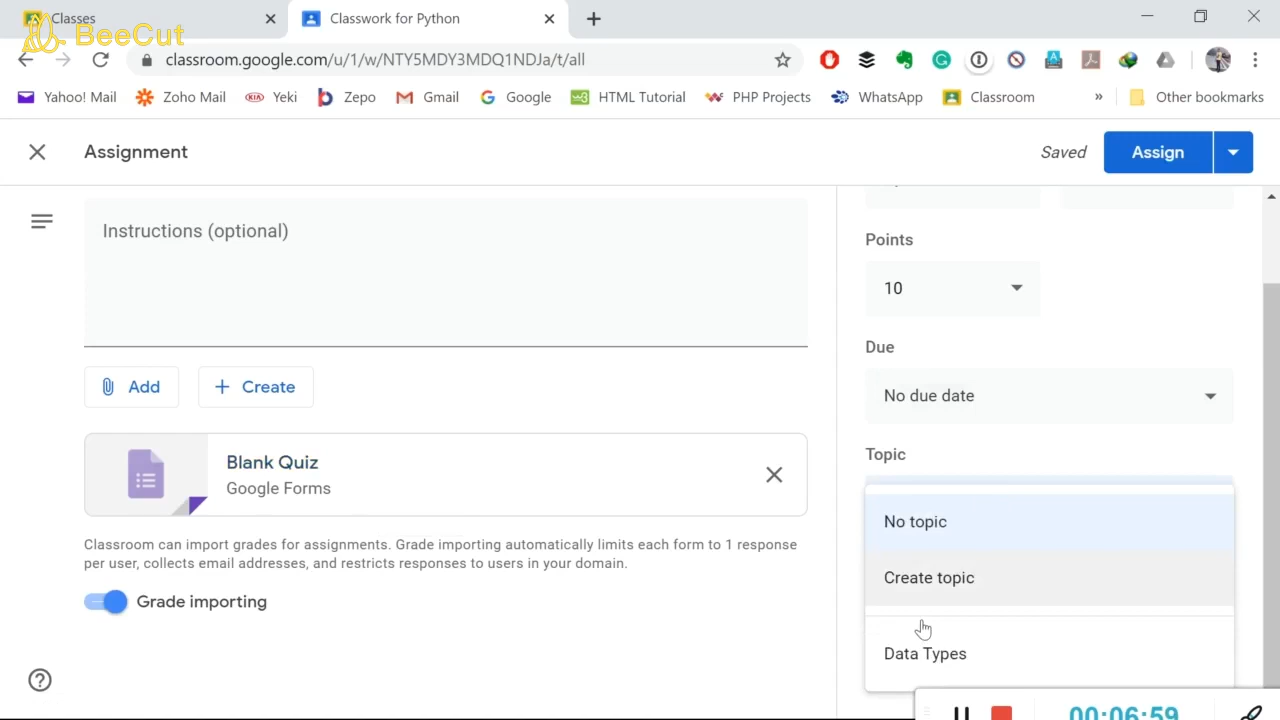 Classes
Classwork for Python
BeeCut
classroom.google.com/u/1/w/NTY5MDY3MDQ1NDJa/t/all
Yahoo! Mail
Zoho Mail
Yeki
Zepo
Gmail
Google
HTML Tutorial
PHP Projects
WhatsApp
Classroom
»
Other bookmarks
Assignment
Saved
Assign
Instructions (optional)
Points
10
Due
No due date
Add
Create
Topic
Blank Quiz
Google Forms
No topic
Classroom can import grades for assignments. Grade importing automatically limits each form to 1 response
per user, collects email addresses, and restricts responses to users in your domain.
Create topic
Grade importing
Data Types
00:06:59